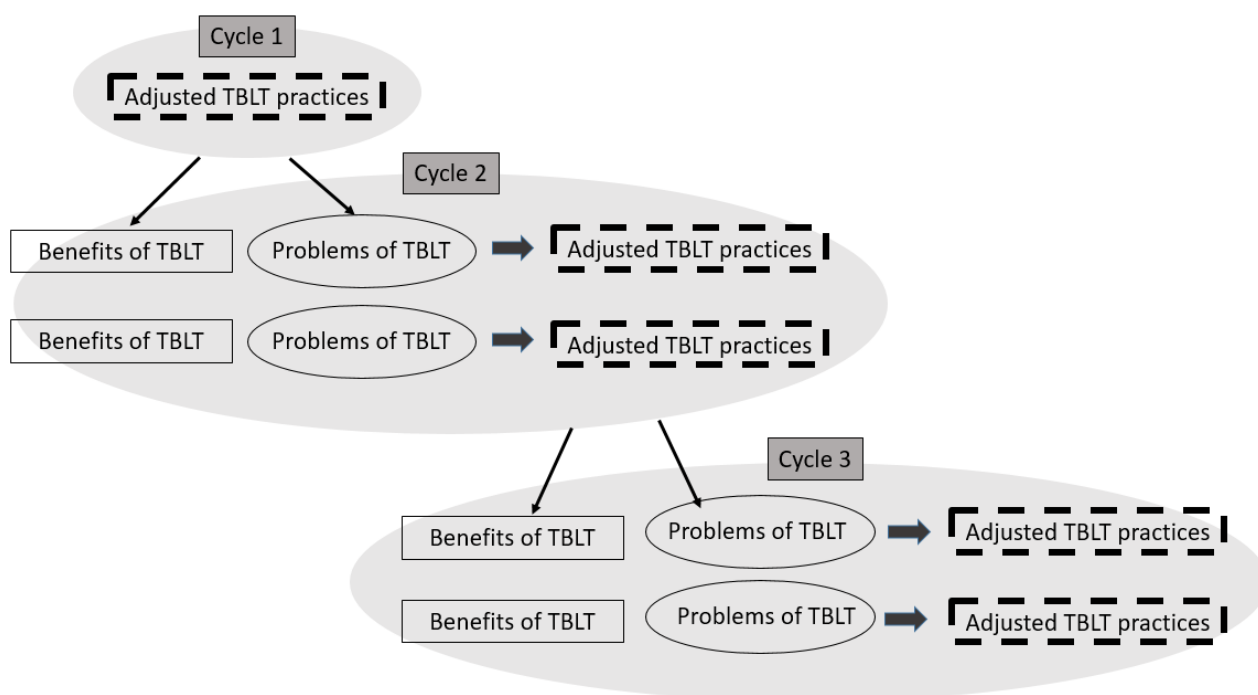 Cycle 1
Adjusted TBLT practices
Cycle 2
Benefits of TBLT
Problems of TBLT
Adjusted TBLT practices
Benefits of TBLT
Problems of TBLT
Adjusted TBLT practices
Cycle 3
Benefits of TBLT
Problems of TBLT
Adjusted TBLT practices
Benefits of TBLT
Problems of TBLT
Adjusted TBLT practices